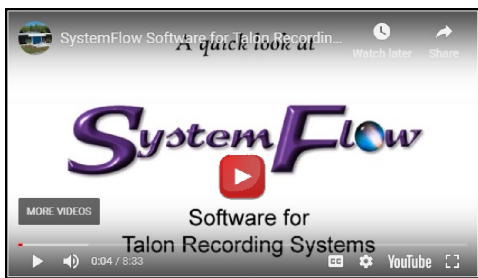 SystemFlow Software for Talon Recordin...
A quick look at
Watch later
Share
SystemFlow
MORE VIDEOS
Software for
Talon Recording Systems
0:04 / 8:33
CC
YouTube